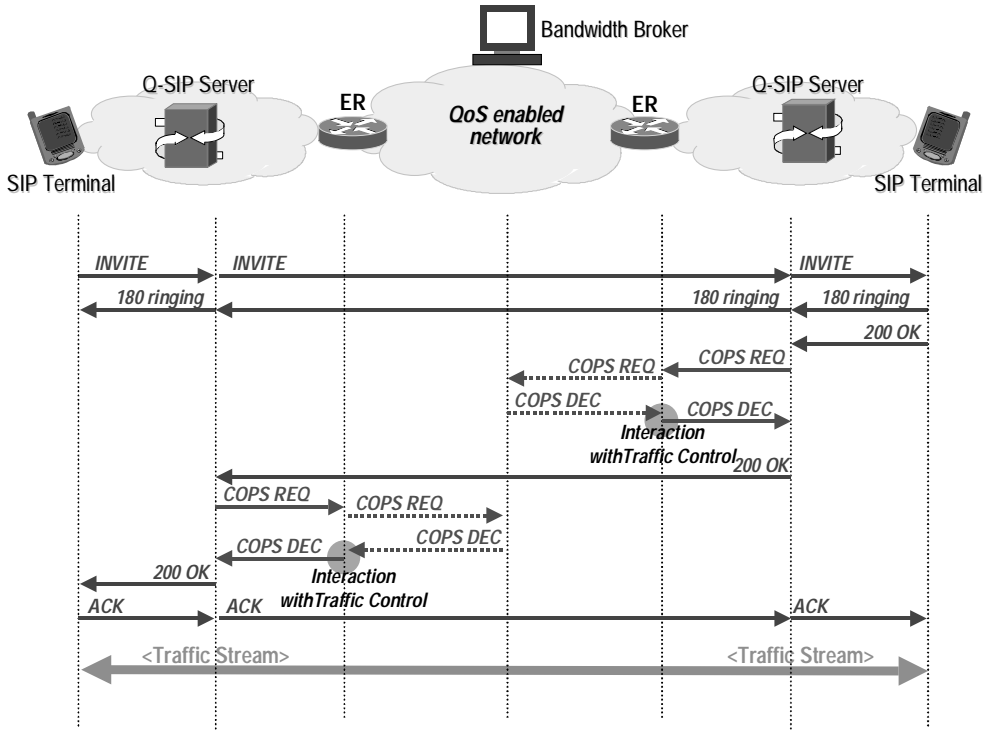 Bandwidth Broker
Q-SIP Server
Q-SIP Server
ER
QoS enabled
network
ER
SIP Terminal
SIP Terminal
INVITE
INVITE
INVITE
180 ringing
180 ringing
180 ringing
200 OK
COPS REQ
COPS REQ
COPS DEC
COPS DEC
Interaction
withTraffic Control
200 OK
COPS REQ
COPS REQ
COPS DEC
COPS DEC
200 OK
Interaction
withTraffic Control
ACK
ACK
ACK
<Traffic Stream>
<Traffic Stream>